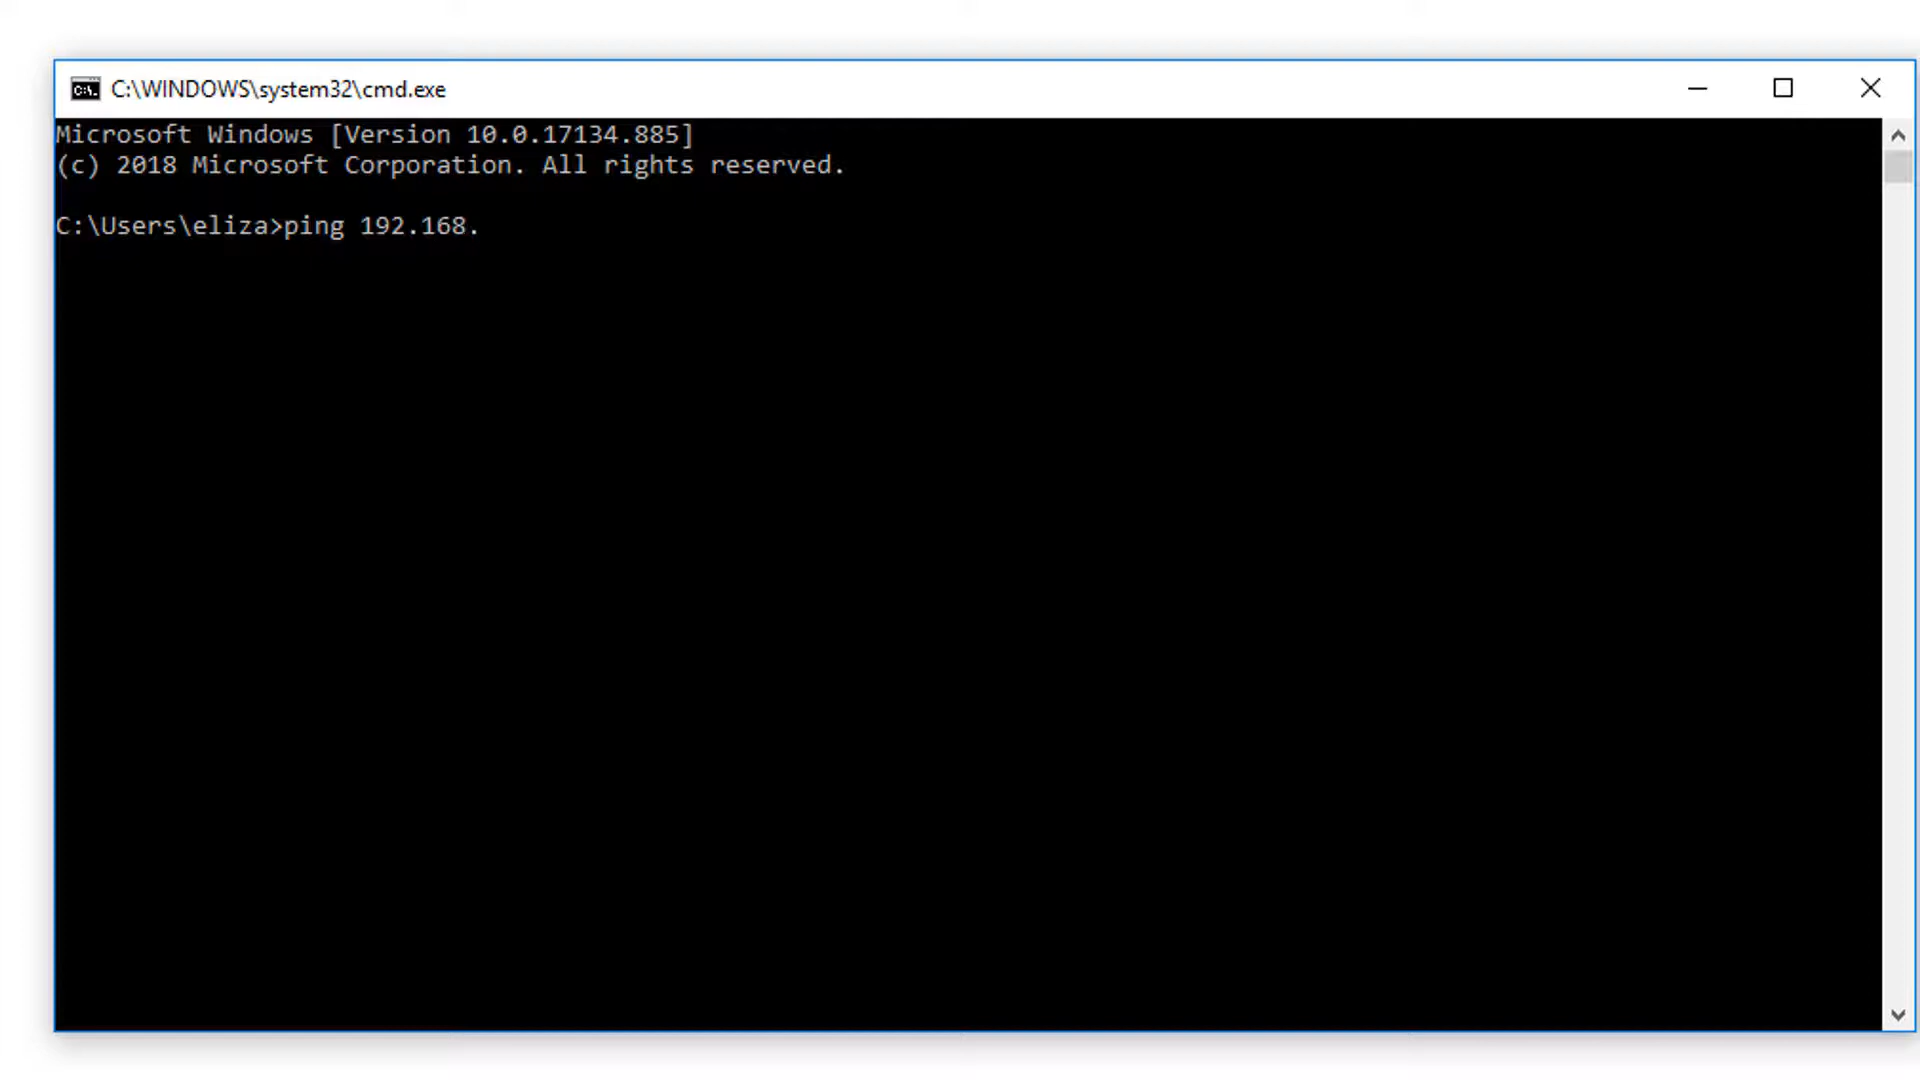 C:\WINDOWS\system32\cmd.exe
Microsoft Windows [Version 10.0.17134.885]
(c) 2018 Microsoft Corporation. All rights reserved.
C:\Users\eliza>ping 192.168.